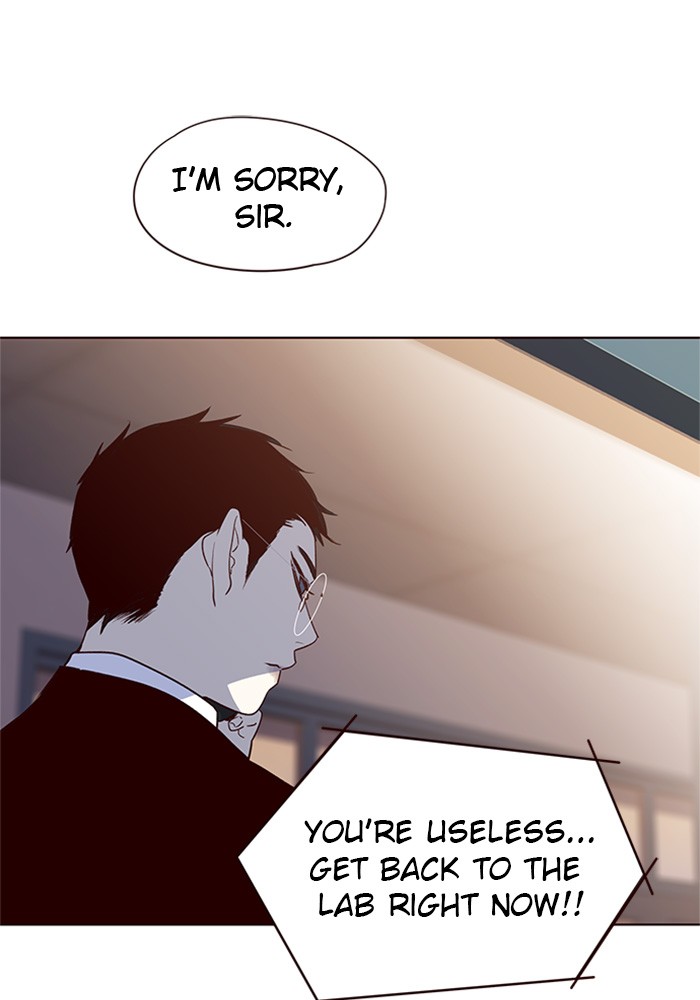 I'M SORRY,
SIR.
YOU'RE USELESS...
GET BACK TO THE
LAB RIGHT NOW!!